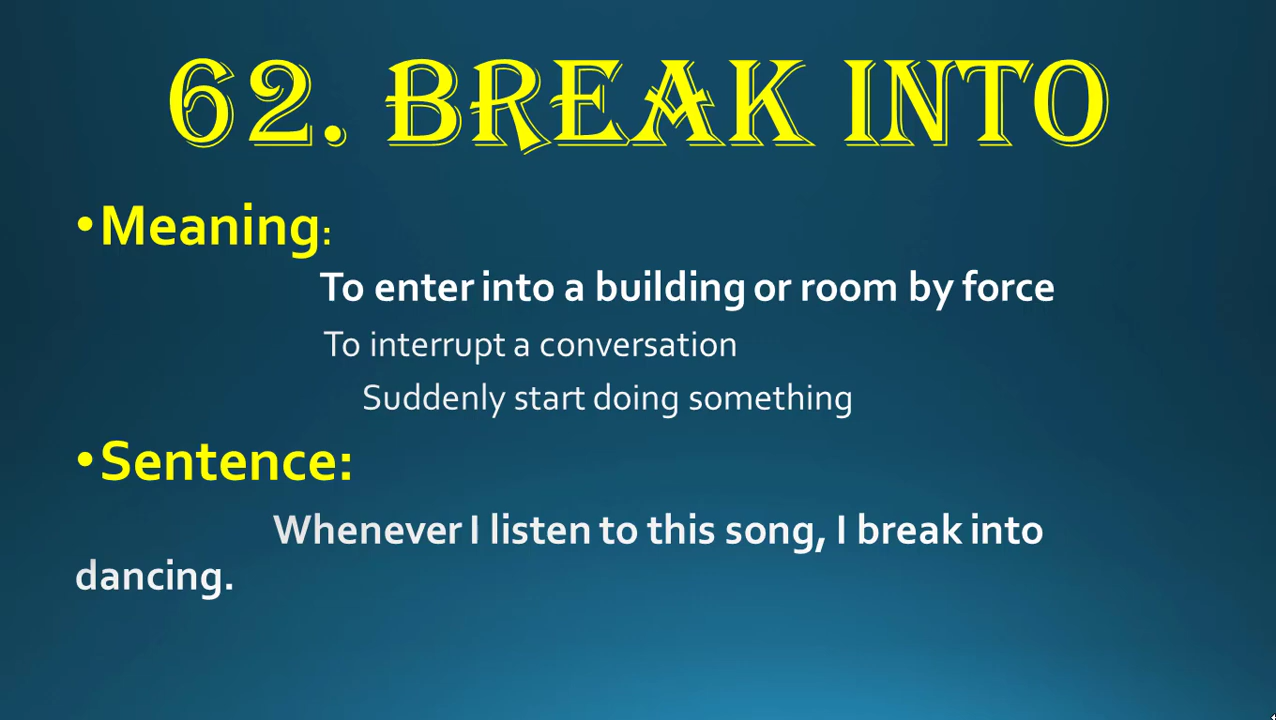 62. BREAK INTO
•Meaning:
To enter into a building or room by force
To interrupt a conversation
Suddenly start doing something
•Sentence:
Whenever I listen to this song, I break into
dancing.